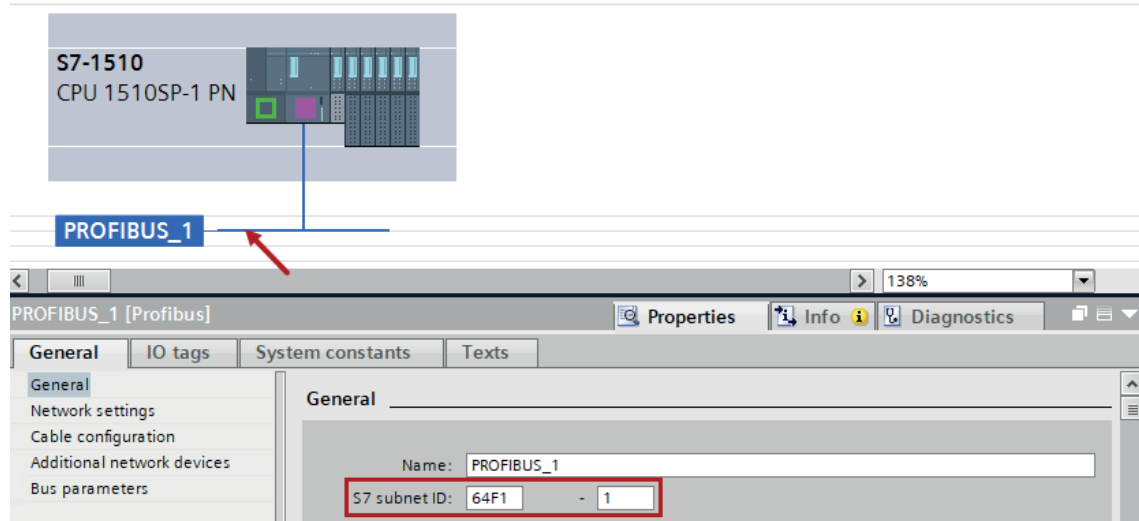 S7-1510
CPU 1510SP-1 PN
PROFIBUS_1
138%
PROFIBUS_1 [Profibus]
Properties Info Diagnostics
General IO tags System constants Texts
General
Network settings
Cable configuration
Additional network devices
Bus parameters
General
Name: PROFIBUS_1
S7 subnet ID: 64F1 - 1